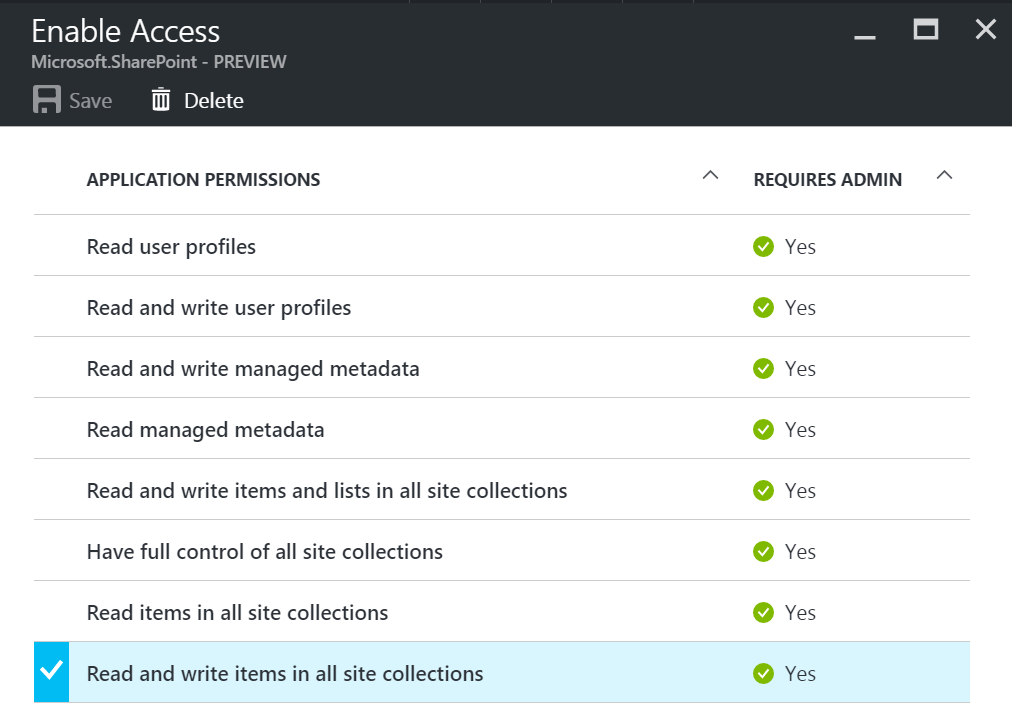 Enable Access
Microsoft.SharePoint - PREVIEW
Save Delete
APPLICATION PERMISSIONS REQUIRES ADMIN
Read user profiles Yes
Read and write user profiles Yes
Read and write managed metadata Yes
Read managed metadata Yes
Read and write items and lists in all site collections Yes
Have full control of all site collections Yes
Read items in all site collections Yes
Read and write items in all site collections Yes